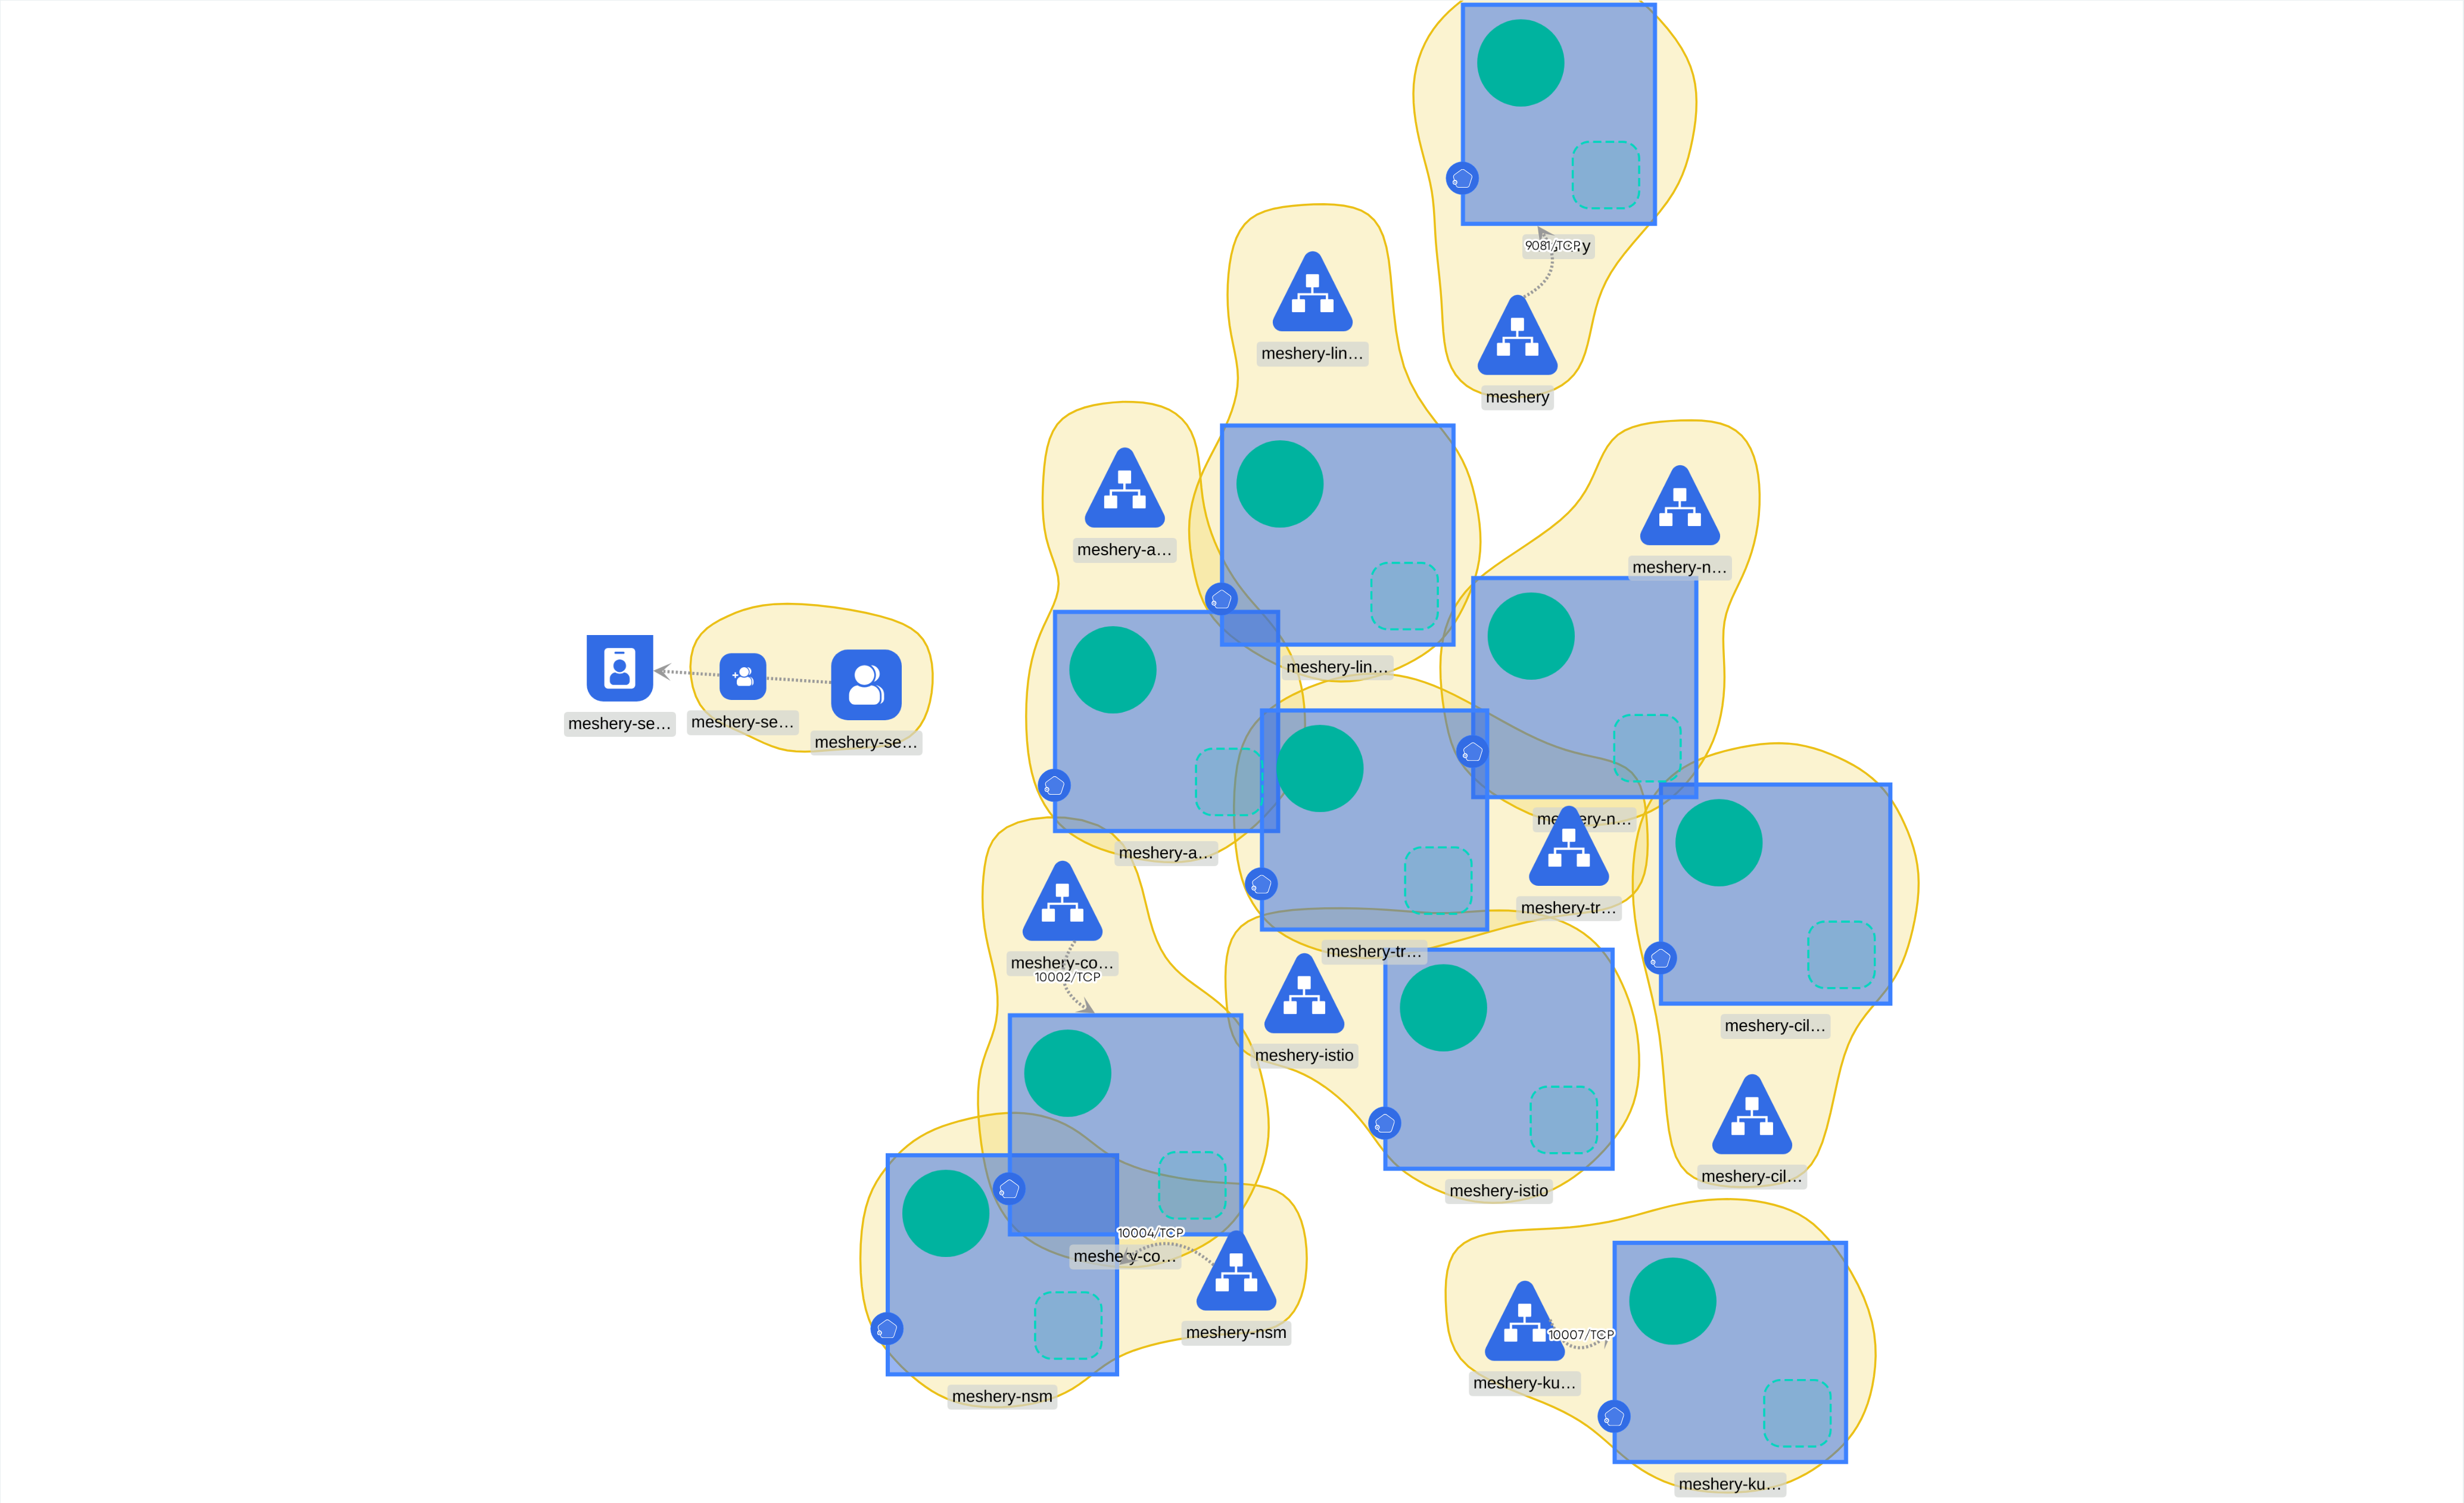 9081/TCP
meshery-lin…
meshery
meshery-a…
meshery-n…
meshery-lin…
meshery-se…
meshery-se…
meshery-se…
meshery-n…
meshery-a…
meshery-tr…
meshery-tr…
meshery-co…
10002/TCP
meshery-istio
meshery-cil…
meshery-cil…
meshery-istio
10004/TCP
meshery-co…
meshery-nsm
10007/TCP
meshery-ku…
meshery-nsm
meshery-ku…